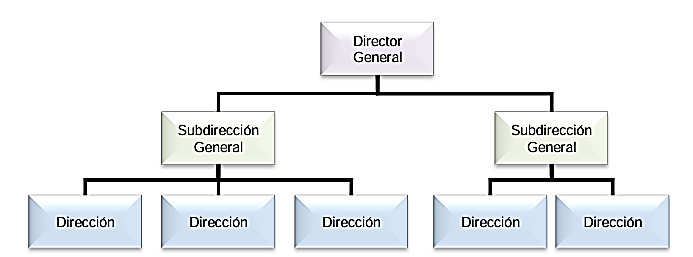 Director
General
Subdirección
General
Subdirección
General
Dirección
Dirección
Dirección
Dirección
Dirección